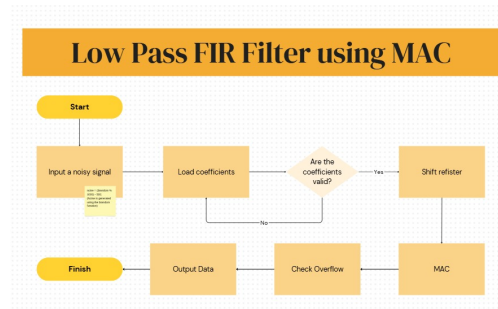 Low Pass FIR Filter using MAC
Start
Input a noisy signal
Load coefficients
Are the
coefficients
valid?
Yes
Shift refister
No
Finish
Output Data
Check Overflow
MAC